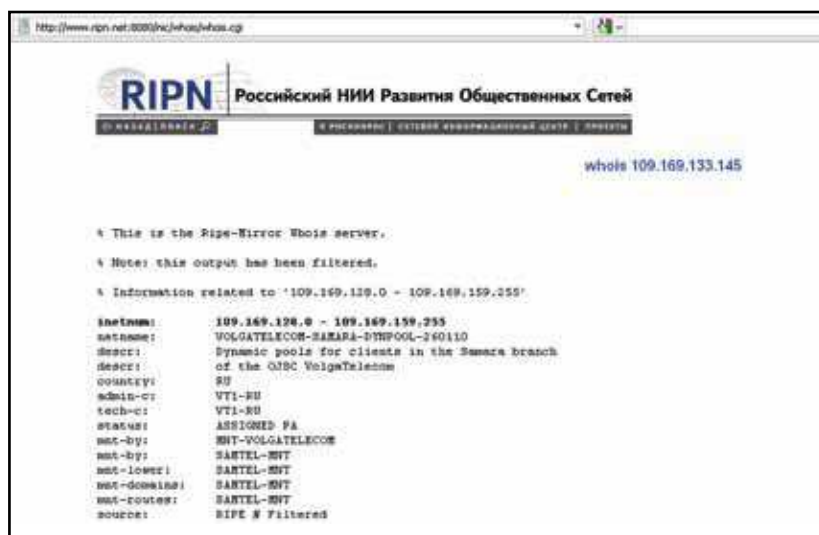 http://www.ripn.net:8080/nic/whois/whois.cgi
RIPN Российский НИИ Развития Общественных Сетей
whois 109.169.133.145
% This is the Ripe-Mirror Whois server.
% Note: this output has been filtered.
% Information related to '109.169.128.0 - 109.169.159.255'
inetnum: 109.169.128.0 - 109.169.159.255
netname: VOLGATELECOM-SAMARA-DYNPOOL-260110
descr: Dynamic pools for clients in the Samara branch
descr: of the OJSC VolgaTelecom
country: RU
admin-c: VT1-RU
tech-c: VT1-RU
status: ASSIGNED PA
mnt-by: MNT-VOLGATELECOM
mnt-by: SAMTEL-MNT
mnt-lower: SAMTEL-MNT
mnt-domains: SAMTEL-MNT
mnt-routes: SAMTEL-MNT
source: RIPE # Filtered